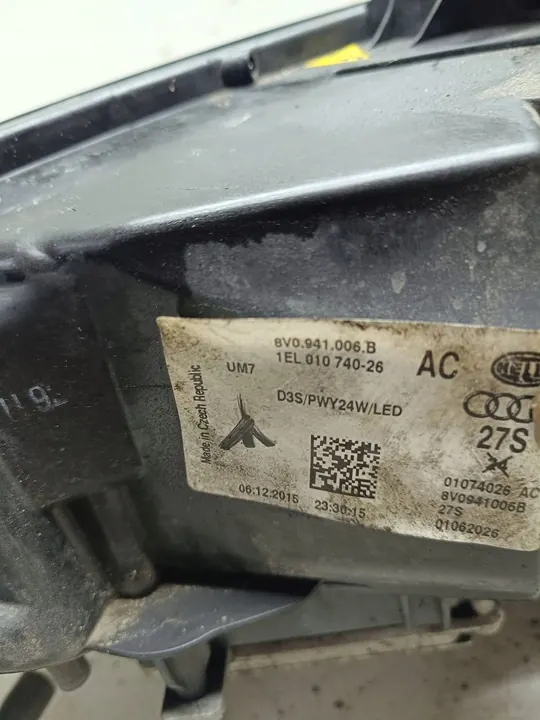 8V0.941.006.B
1EL 010 740-26
AC
HELLA
UM7
Made in Czech Republic
D3S/PWY24W/LED
27S
01074026 AC
8V0941006B
27S
01062026
06.12.2015
23:30:15